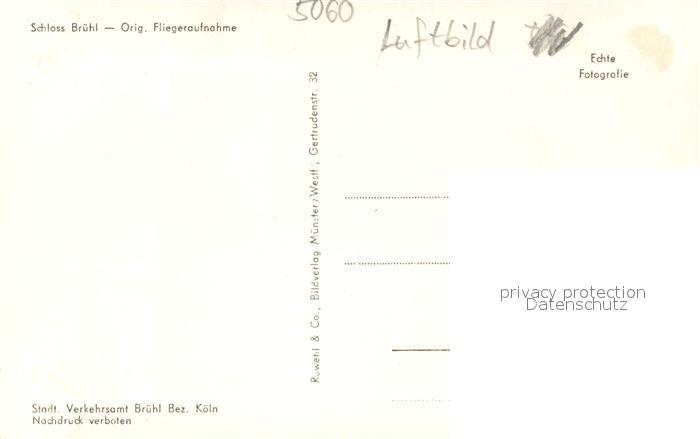 5060
Schloss Brühl — Orig. Fliegeraufnahme
Luftbild
Echte
Fotografie
Ruwehl & Co., Bildverlag Münster/Westf., Gertrudenstr. 32
privacy protection
Datenschutz
Städt. Verkehrsamt Brühl Bez. Köln
Nachdruck verboten